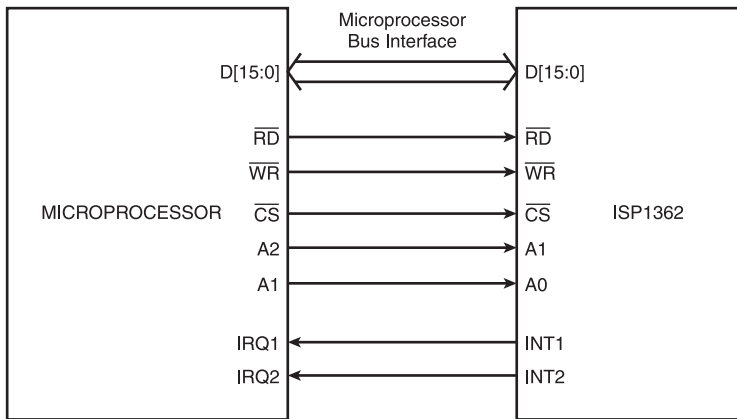 Microprocessor
Bus Interface
D[15:0] D[15:0]
RD RD
WR WR
MICROPROCESSOR CS CS ISP1362
A2 A1
A1 A0
IRQ1 INT1
IRQ2 INT2